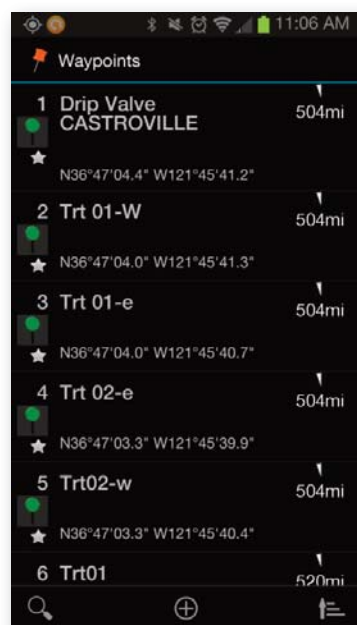 11:06 AM
Waypoints
1 Drip Valve
CASTROVILLE
504mi
N36°47'04.4" W121°45'41.2"
2 Trt 01-W
504mi
N36°47'04.0" W121°45'41.3"
3 Trt 01-e
504mi
N36°47'04.0" W121°45'40.7"
4 Trt 02-e
504mi
N36°47'03.3" W121°45'39.9"
5 Trt02-w
504mi
N36°47'03.3" W121°45'40.4"
6 Trt01
520mi